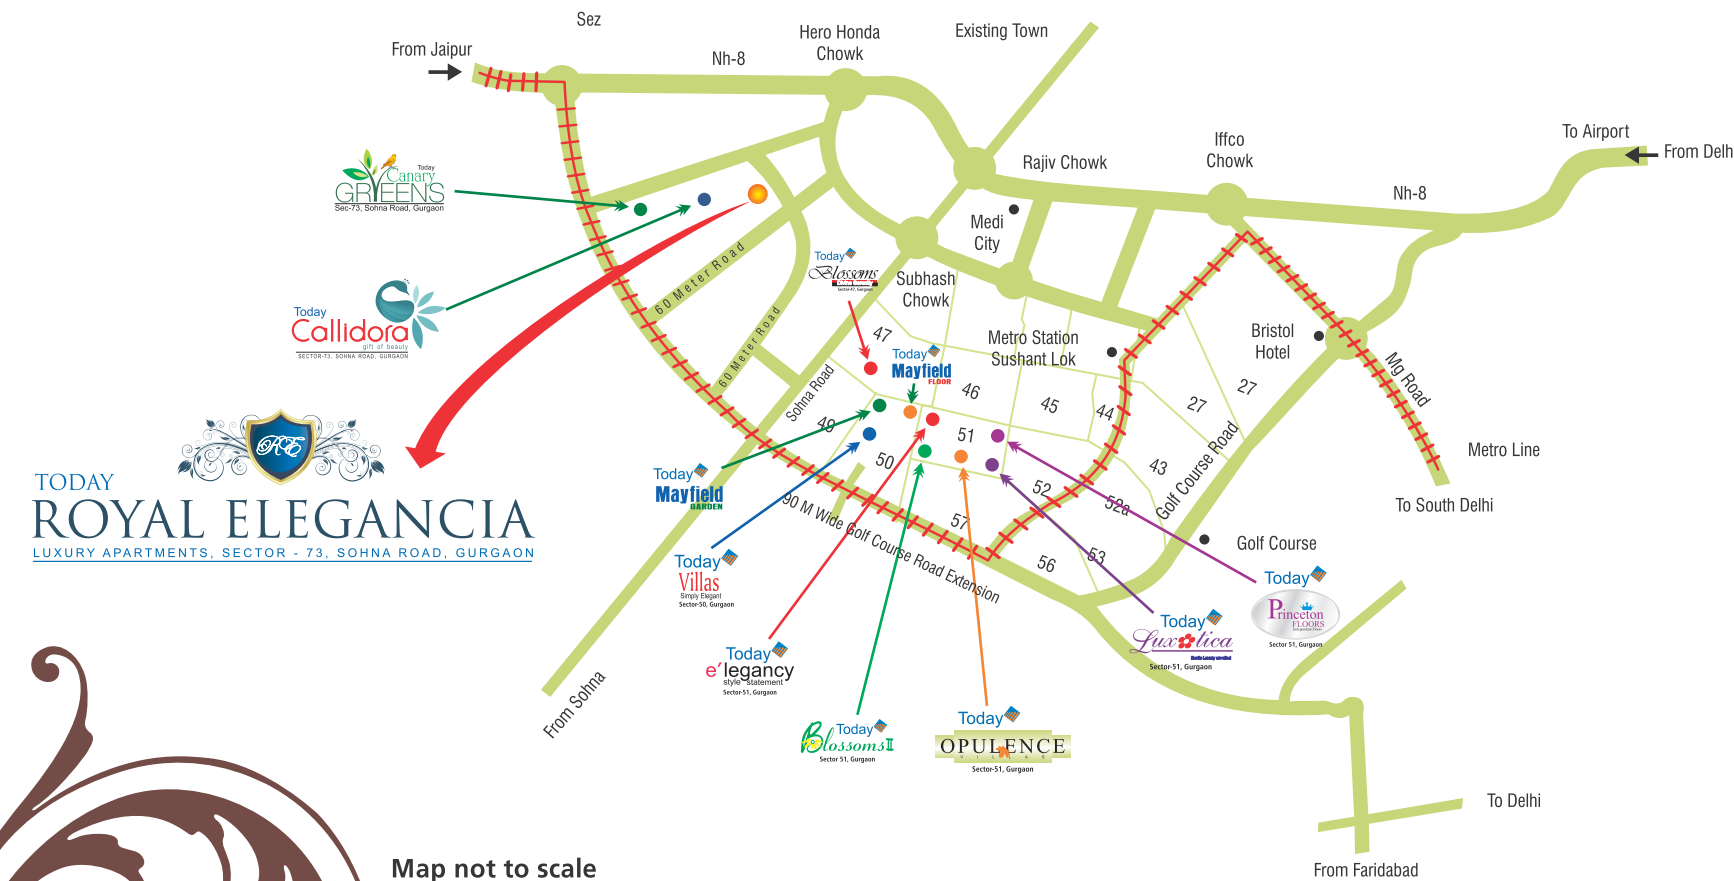 Sez
From Jaipur
Nh-8
Hero Honda
Chowk
Existing Town
Rajiv Chowk
Iffco
Chowk
To Airport
From Delh
Nh-8
Today
Canary
GREENS
Sec-73, Sohna Road, Gurgaon
Medi
City
60 Meter Road
60 Meter Road
Today
Blossoms
Sector-47, Gurgaon
Subhash
Chowk
Today
Callidora
gift of beauty
SECTOR-73, SOHNA ROAD, GURGAON
47
Metro Station
Sushant Lok
Bristol
Hotel
Mg Road
Today
Mayfield
FLOOR
Sohna Road
46
45
44
27
27
49
51
50
43
Golf Course Road
Metro Line
To South Delhi
RE
TODAY
ROYAL ELEGANCIA
LUXURY APARTMENTS, SECTOR - 73, SOHNA ROAD, GURGAON
Today
Mayfield
GARDEN
52
52a
57
53
56
90 M Wide Golf Course Road Extension
Golf Course
Today
Villas
Simply Elegant
Sector-50, Gurgaon
Today
Princeton
FLOORS
Independent Floors
Sector 51, Gurgaon
Today
Luxotica
Sector-51, Gurgaon
Today
e'legancy
style statement
Sector-51, Gurgaon
From Sohna
Today
Blossoms II
Sector 51, Gurgaon
Today
OPULENCE
VILLAS
Sector-51, Gurgaon
To Delhi
From Faridabad
Map not to scale